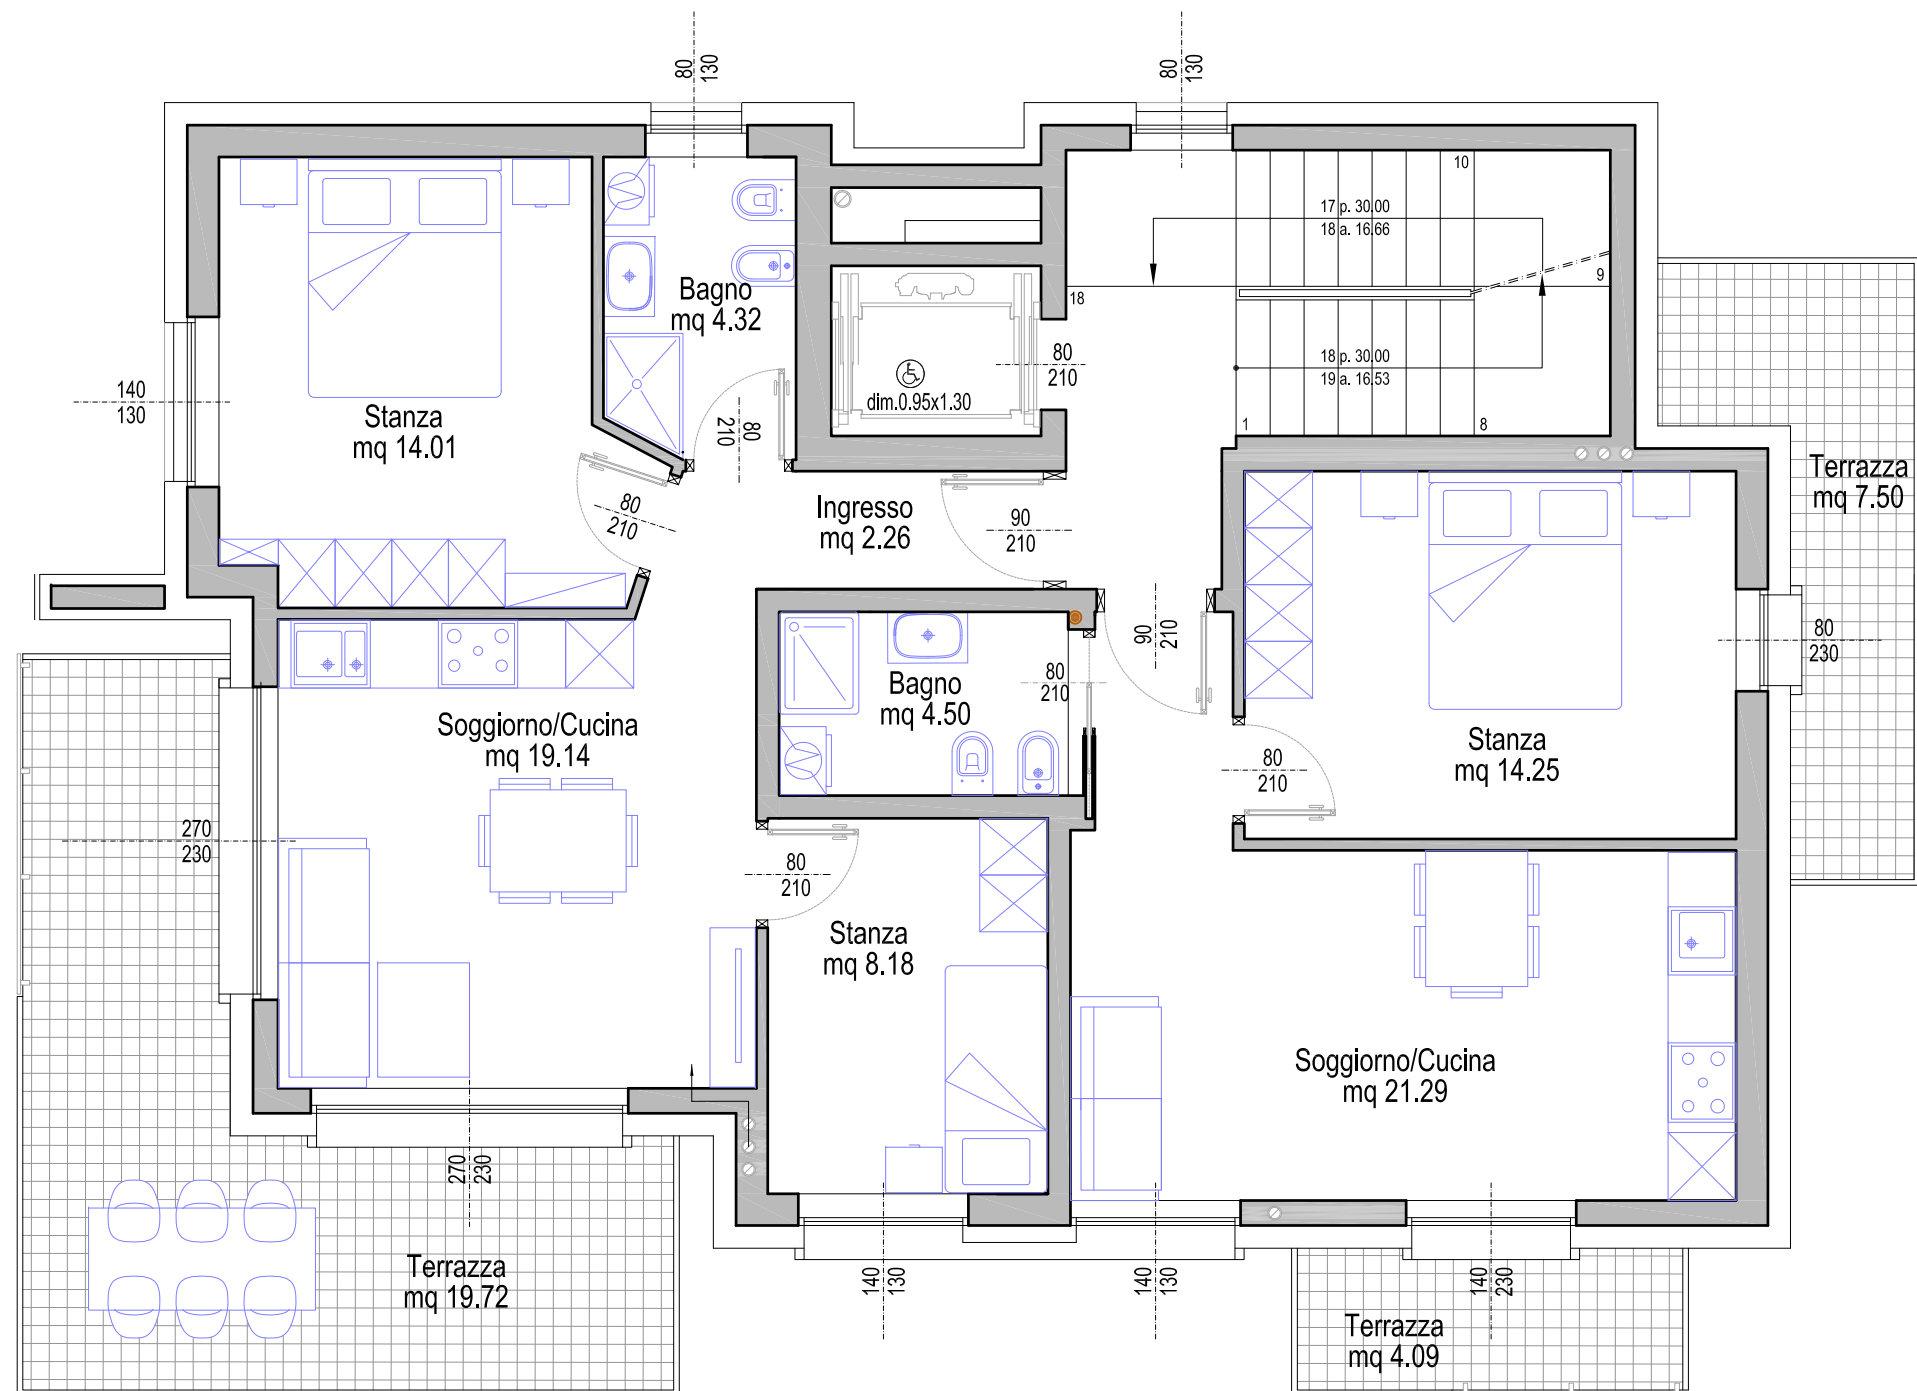 80
130
80
130
10
17 p. 30.00
18 a. 16.66
9
18
Bagno
mq 4.32
80
210
18 p. 30.00
19 a. 16.53
dim.0.95x1.30
140
130
Stanza
mq 14.01
80
210
1
8
Terrazza
mq 7.50
80
210
Ingresso
mq 2.26
90
210
90
210
80
230
Bagno
mq 4.50
80
210
Soggiorno/Cucina
mq 19.14
Stanza
mq 14.25
80
210
270
230
80
210
Stanza
mq 8.18
Soggiorno/Cucina
mq 21.29
270
230
Terrazza
mq 19.72
140
130
140
130
140
230
Terrazza
mq 4.09